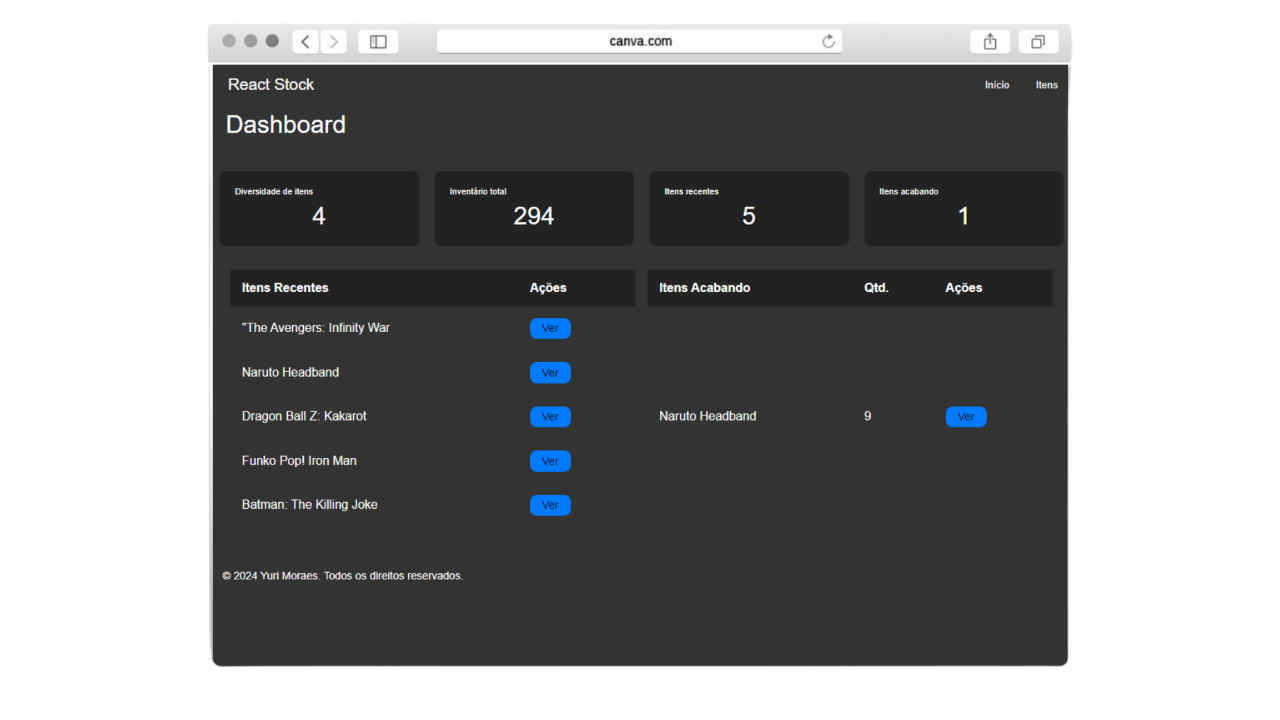 canva.com
React Stock
Início Itens
Dashboard
Diversidade de itens
4
Inventário total
294
Itens recentes
5
Itens acabando
1
Itens Recentes Ações
"The Avengers: Infinity War Ver
Naruto Headband Ver
Dragon Ball Z: Kakarot Ver
Funko Pop! Iron Man Ver
Batman: The Killing Joke Ver
Itens Acabando Qtd. Ações
Naruto Headband 9 Ver
© 2024 Yuri Moraes. Todos os direitos reservados.